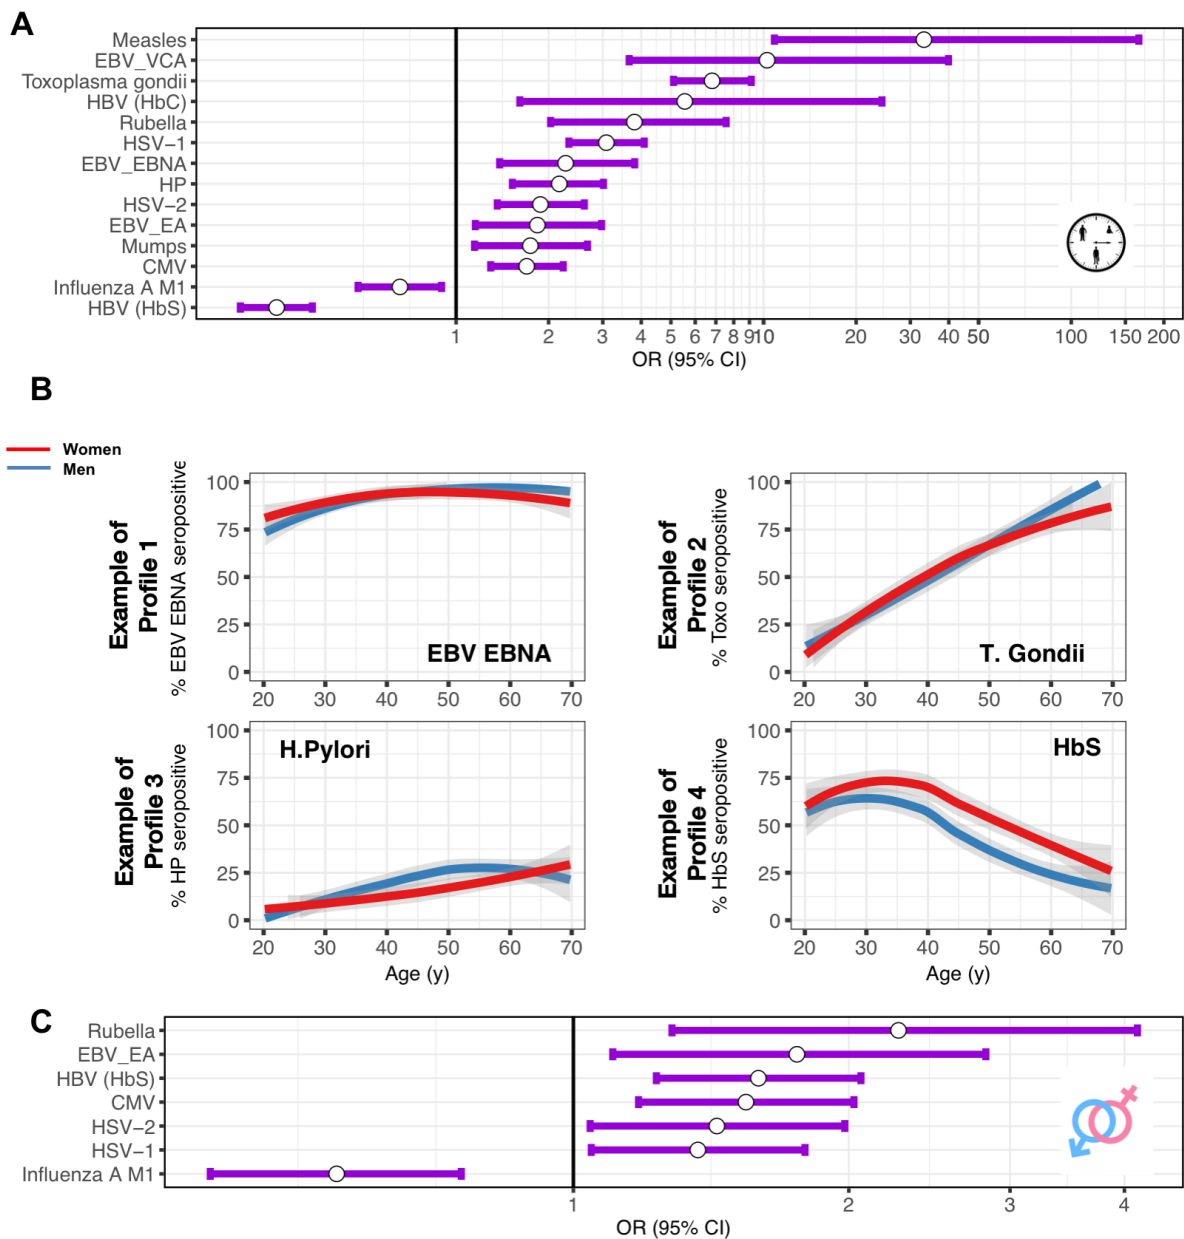 A
Measles
EBV_VCA
Toxoplasma gondii
HBV (HbC)
Rubella
HSV−1
EBV_EBNA
HP
HSV−2
EBV_EA
Mumps
CMV
Influenza A M1
HBV (HbS)
1 2 3 4 5 6 7 8 9 10 20 30 40 50 100 150 200
OR (95% CI)
B
Women
Men
Example of
Profile 1
% EBV EBNA seropositive
100
75
50
25
0
EBV EBNA
20 30 40 50 60 70
Example of
Profile 2
% Toxo seropositive
100
75
50
25
0
T. Gondii
20 30 40 50 60 70
Example of
Profile 3
% HP seropositive
100
75
50
25
0
H.Pylori
20 30 40 50 60 70
Age (y)
Example of
Profile 4
% HbS seropositive
100
75
50
25
0
HbS
20 30 40 50 60 70
Age (y)
C
Rubella
EBV_EA
HBV (HbS)
CMV
HSV−2
HSV−1
Influenza A M1
1 2 3 4
OR (95% CI)